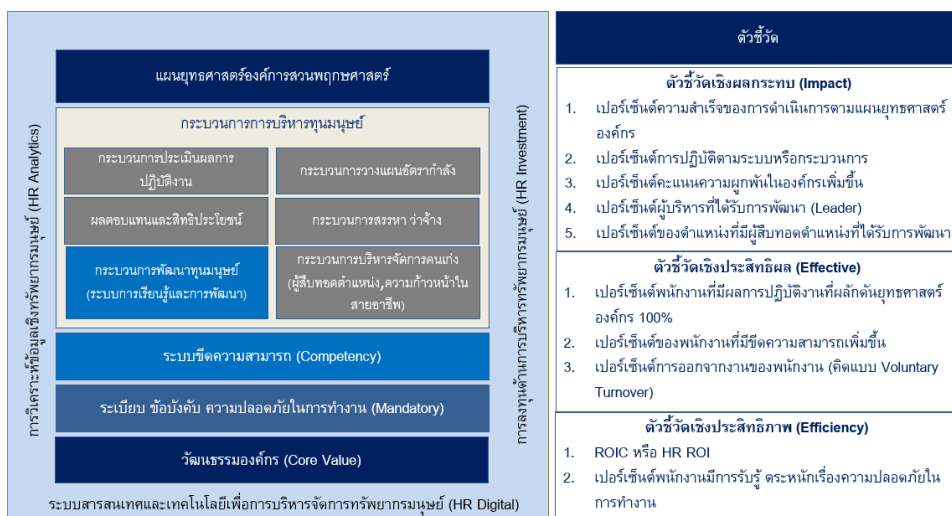 การวิเคราะห์ข้อมูลเชิงทรัพยากรมนุษย์ (HR Analytics)
แผนยุทธศาสตร์องค์การสวนพฤกษศาสตร์
กระบวนการการบริหารทุนมนุษย์
กระบวนการประเมินผลการ
ปฏิบัติงาน
กระบวนการวางแผนอัตรากำลัง
ผลตอบแทนและสิทธิประโยชน์
กระบวนการสรรหา ว่าจ้าง
กระบวนการพัฒนาทุนมนุษย์
(ระบบการเรียนรู้และการพัฒนา)
กระบวนการบริหารจัดการคนเก่ง
(ผู้สืบทอดตำแหน่ง,ความก้าวหน้าใน
สายอาชีพ)
ระบบขีดความสามารถ (Competency)
ระเบียบ ข้อบังคับ ความปลอดภัยในการทำงาน (Mandatory)
วัฒนธรรมองค์กร (Core Value)
ระบบสารสนเทศและเทคโนโลยีเพื่อการบริหารจัดการทรัพยากรมนุษย์ (HR Digital)
การลงทุนด้านการบริหารทรัพยากรมนุษย์ (HR Investment)
ตัวชี้วัด
ตัวชี้วัดเชิงผลกระทบ (Impact)
1. เปอร์เซ็นต์ความสำเร็จของการดำเนินการตามแผนยุทธศาสตร์
องค์กร
2. เปอร์เซ็นต์การปฏิบัติตามระบบหรือกระบวนการ
3. เปอร์เซ็นต์คะแนนความผูกพันในองค์กรเพิ่มขึ้น
4. เปอร์เซ็นต์ผู้บริหารที่ได้รับการพัฒนา (Leader)
5. เปอร์เซ็นต์ของตำแหน่งที่มีผู้สืบทอดตำแหน่งที่ได้รับการพัฒนา
ตัวชี้วัดเชิงประสิทธิผล (Effective)
1. เปอร์เซ็นต์พนักงานที่มีผลการปฏิบัติงานที่ผลักดันยุทธศาสตร์
องค์กร 100%
2. เปอร์เซ็นต์ของพนักงานที่มีขีดความสามารถเพิ่มขึ้น
3. เปอร์เซ็นต์การออกจากงานของพนักงาน (คิดแบบ Voluntary
Turnover)
ตัวชี้วัดเชิงประสิทธิภาพ (Efficiency)
1. ROIC หรือ HR ROI
2. เปอร์เซ็นต์พนักงานมีการรับรู้ ตระหนักเรื่องความปลอดภัยใน
การทำงาน